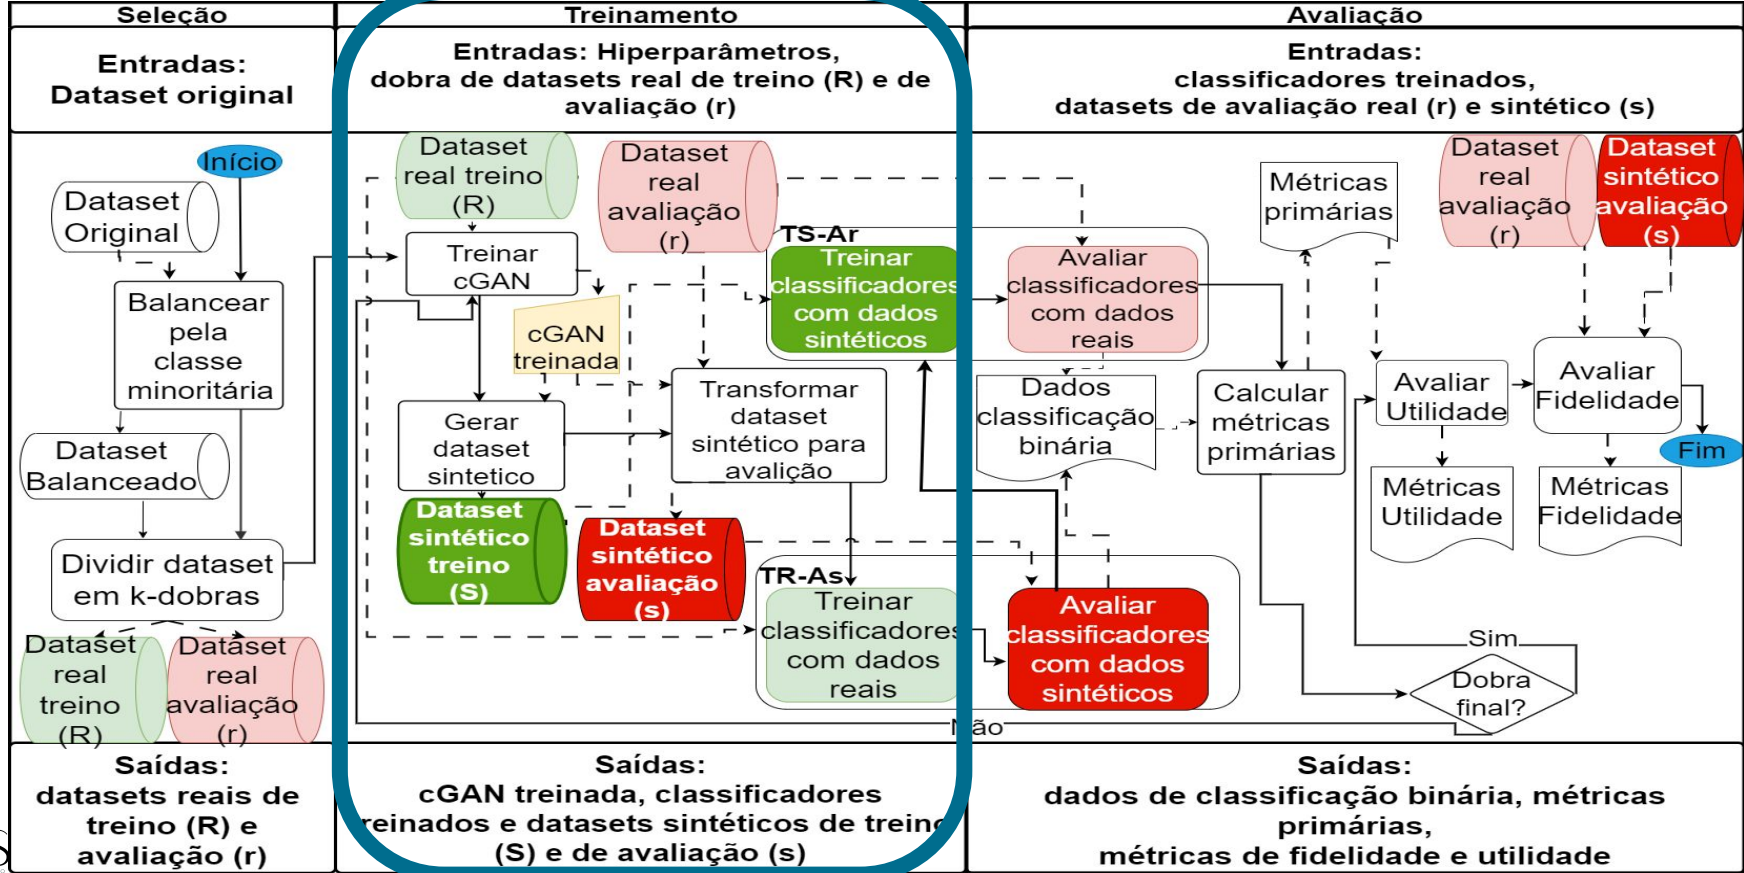 Seleção
Entradas:
Dataset original
Início
Dataset
Original
Balancear
pela
classe
minoritária
Dataset
Balanceado
Dividir dataset
em k-dobras
Dataset
real
treino
(R)
Dataset
real
avaliação
(r)
Saídas:
datasets reais de
treino (R) e
avaliação (r)
Treinamento
Entradas: Hiperparâmetros,
dobra de datasets real de treino (R) e de
avaliação (r)
Dataset
real treino
(R)
Dataset
real
avaliação
(r)
Treinar
cGAN
cGAN
treinada
Gerar
dataset
sintetico
Transformar
dataset
sintético para
avalição
Dataset
sintético
treino
(S)
Dataset
sintético
avaliação
(s)
TS-Ar
Treinar
classificadores
com dados
sintéticos
Avaliar
classificadores
com dados
reais
TR-As
Treinar
classificadores
com dados
reais
Avaliar
classificadores
com dados
sintéticos
Não
Saídas:
cGAN treinada, classificadores
reinados e datasets sintéticos de treino
(S) e de avaliação (s)
Avaliação
Entradas:
classificadores treinados,
datasets de avaliação real (r) e sintético (s)
Dados
classificação
binária
Calcular
métricas
primárias
Métricas
primárias
Dataset
real
avaliação
(r)
Dataset
sintético
avaliação
(s)
Avaliar
Utilidade
Avaliar
Fidelidade
Fim
Métricas
Utilidade
Métricas
Fidelidade
Sim
Dobra
final?
Saídas:
dados de classificação binária, métricas
primárias,
métricas de fidelidade e utilidade